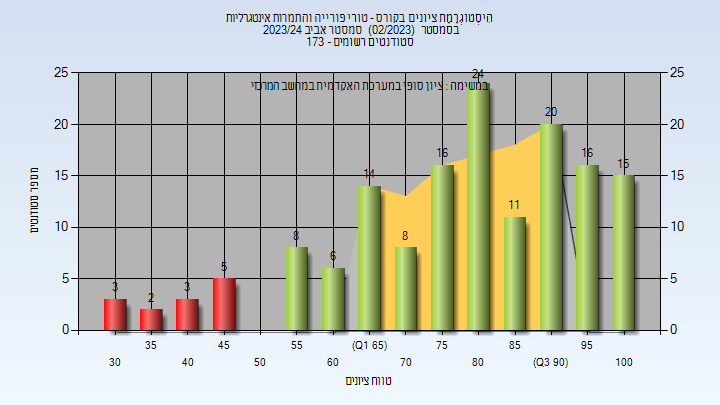 היסטוגרמת ציונים בקורס - טורי פורייה והתמרות אינטגרליות
בסמסטר (02/2023) סמסטר אביב 2023/24
סטודנטים רשומים - 173
במשימה : ציון סופי במערכת האקדמית במחשב המרכזי
מספר סטודנטים
25 20 15 10 5 0
3 2 3 5 8 6 14 8 16 24 11 20 16 15
25 20 15 10 5 0
35 45 55 (Q1 65) 75 85 95
30 40 50 60 70 80 (Q3 90) 100
טווח ציונים